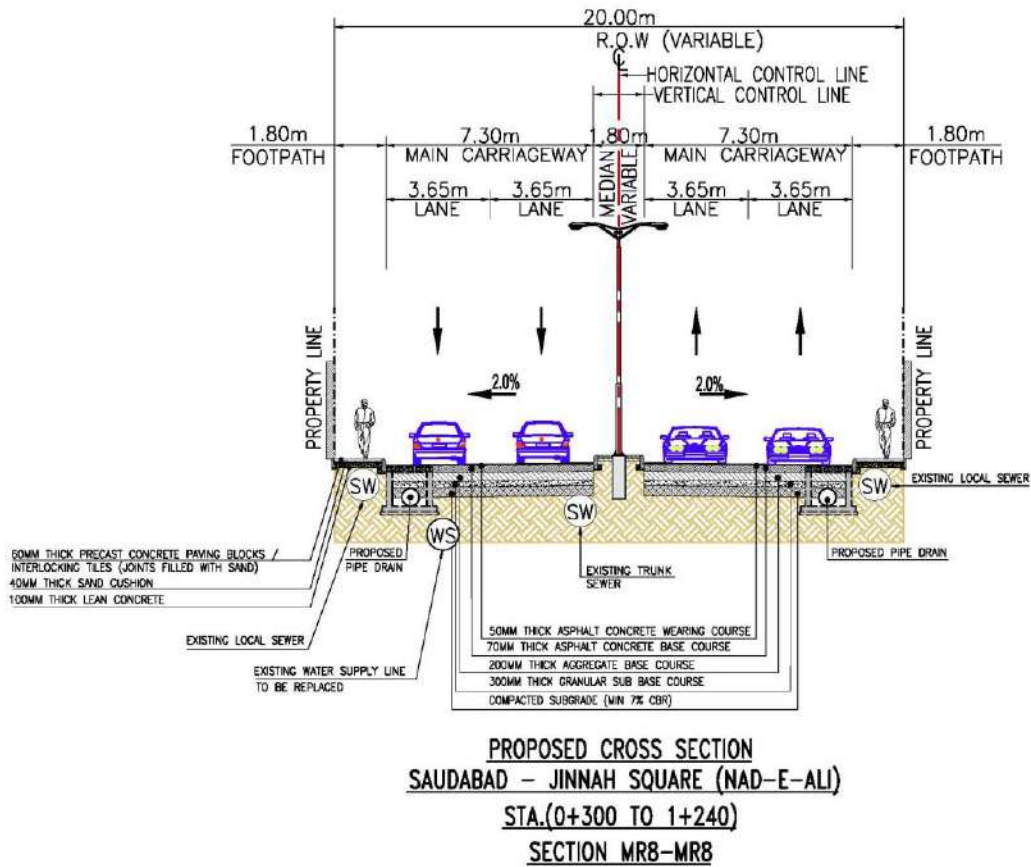 20.00m
R.O.W (VARIABLE)
CL
HORIZONTAL CONTROL LINE
VERTICAL CONTROL LINE
1.80m
FOOTPATH
7.30m
MAIN CARRIAGEWAY
1.80m
MEDIAN
VARIABLE
7.30m
MAIN CARRIAGEWAY
1.80m
FOOTPATH
3.65m
LANE
3.65m
LANE
3.65m
LANE
3.65m
LANE
PROPERTY LINE
PROPERTY LINE
2.0%
2.0%
SW
SW
SW
WS
EXISTING LOCAL SEWER
60MM THICK PRECAST CONCRETE PAVING BLOCKS /
INTERLOCKING TILES (JOINTS FILLED WITH SAND)
40MM THICK SAND CUSHION
100MM THICK LEAN CONCRETE
PROPOSED
PIPE DRAIN
PROPOSED PIPE DRAIN
EXISTING TRUNK
SEWER
EXISTING LOCAL SEWER
EXISTING WATER SUPPLY LINE
TO BE REPLACED
50MM THICK ASPHALT CONCRETE WEARING COURSE
70MM THICK ASPHALT CONCRETE BASE COURSE
200MM THICK AGGREGATE BASE COURSE
300MM THICK GRANULAR SUB BASE COURSE
COMPACTED SUBGRADE (MIN 7% CBR)
PROPOSED CROSS SECTION
SAUDABAD - JINNAH SQUARE (NAD-E-ALI)
STA.(0+300 TO 1+240)
SECTION MR8-MR8